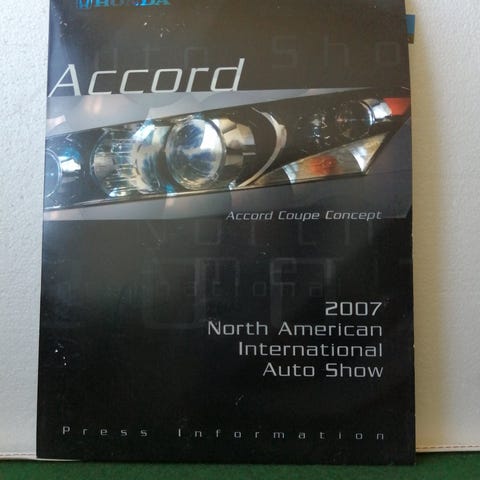 HONDA
Accord
Accord Coupe Concept
2007
North American
International
Auto Show
Press Information